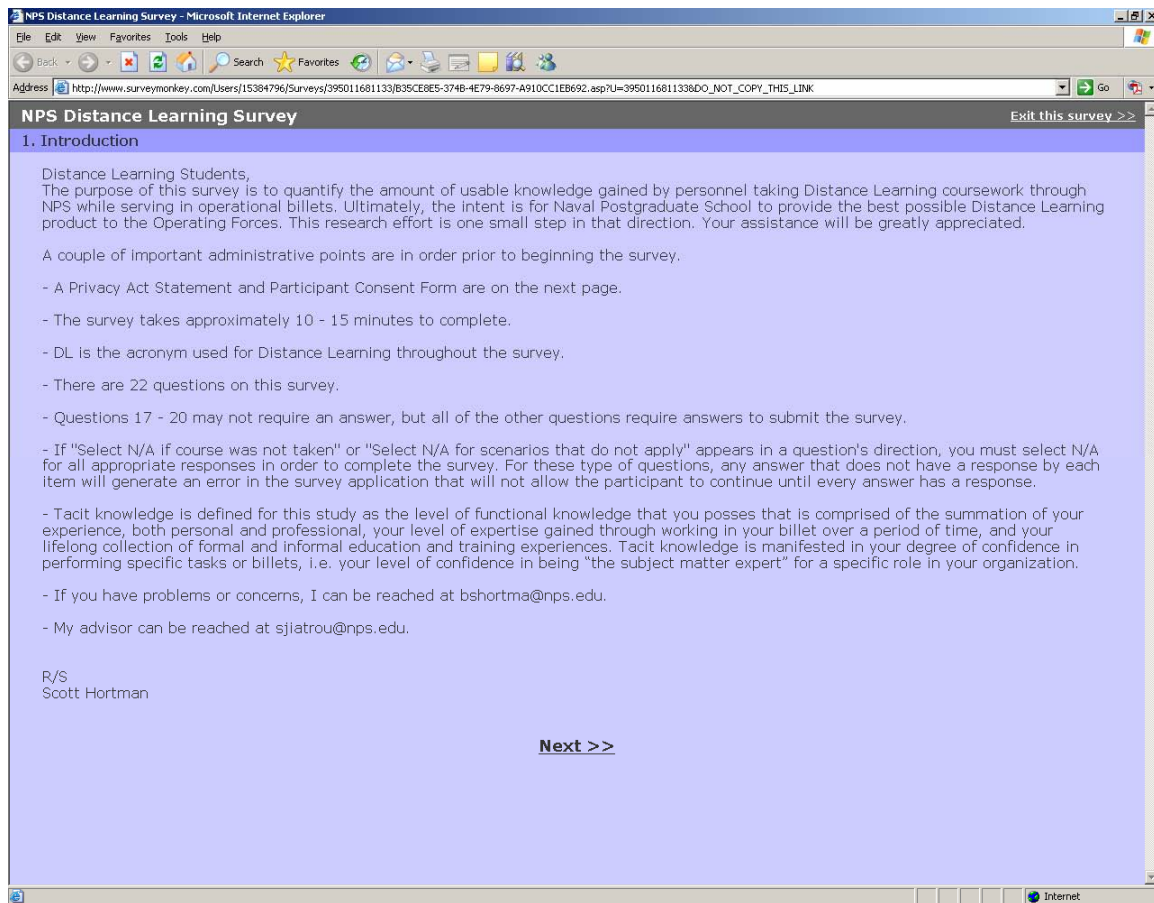 NPS Distance Learning Survey - Microsoft Internet Explorer
File Edit View Favorites Tools Help
Back Search Favorites
Address http://www.surveymonkey.com/Users/15384796/Surveys/395011681133/B35CE8E5-374B-4E79-8697-A910CC1EB692.asp?U=395011681133&DO_NOT_COPY_THIS_LINK Go
NPS Distance Learning Survey Exit this survey >>
1. Introduction
Distance Learning Students,
The purpose of this survey is to quantify the amount of usable knowledge gained by personnel taking Distance Learning coursework through
NPS while serving in operational billets. Ultimately, the intent is for Naval Postgraduate School to provide the best possible Distance Learning
product to the Operating Forces. This research effort is one small step in that direction. Your assistance will be greatly appreciated.
A couple of important administrative points are in order prior to beginning the survey.
- A Privacy Act Statement and Participant Consent Form are on the next page.
- The survey takes approximately 10 - 15 minutes to complete.
- DL is the acronym used for Distance Learning throughout the survey.
- There are 22 questions on this survey.
- Questions 17 - 20 may not require an answer, but all of the other questions require answers to submit the survey.
- If "Select N/A if course was not taken" or "Select N/A for scenarios that do not apply" appears in a question's direction, you must select N/A
for all appropriate responses in order to complete the survey. For these type of questions, any answer that does not have a response by each
item will generate an error in the survey application that will not allow the participant to continue until every answer has a response.
- Tacit knowledge is defined for this study as the level of functional knowledge that you posses that is comprised of the summation of your
experience, both personal and professional, your level of expertise gained through working in your billet over a period of time, and your
lifelong collection of formal and informal education and training experiences. Tacit knowledge is manifested in your degree of confidence in
performing specific tasks or billets, i.e. your level of confidence in being “the subject matter expert” for a specific role in your organization.
- If you have problems or concerns, I can be reached at bshortma@nps.edu.
- My advisor can be reached at sjiatrou@nps.edu.
R/S
Scott Hortman
Next >>
Internet